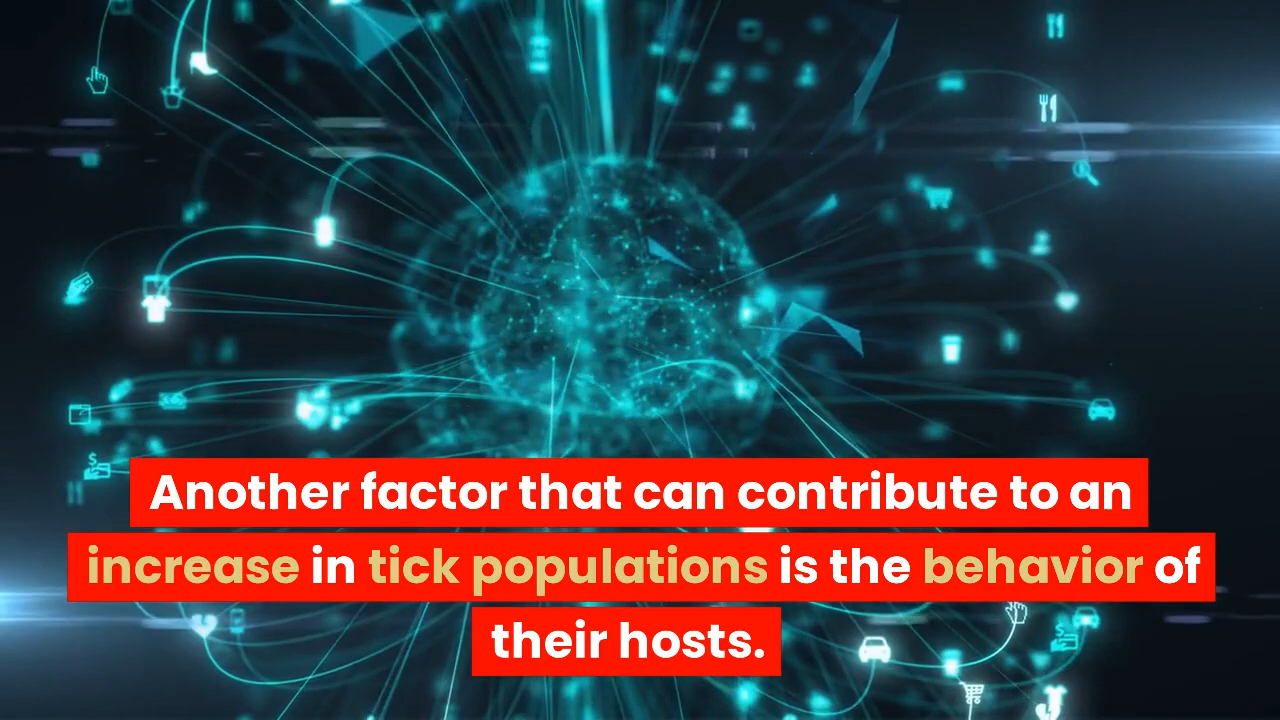 Another factor that can contribute to an
increase in tick populations is the behavior of
their hosts.